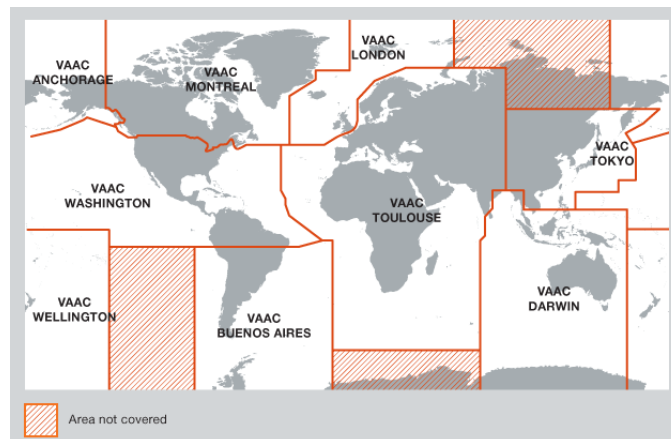 VAAC
LONDON
VAAC
ANCHORAGE
VAAC
MONTREAL
VAAC
TOKYO
VAAC
WASHINGTON
VAAC
TOULOUSE
VAAC
WELLINGTON
VAAC
BUENOS AIRES
VAAC
DARWIN
Area not covered